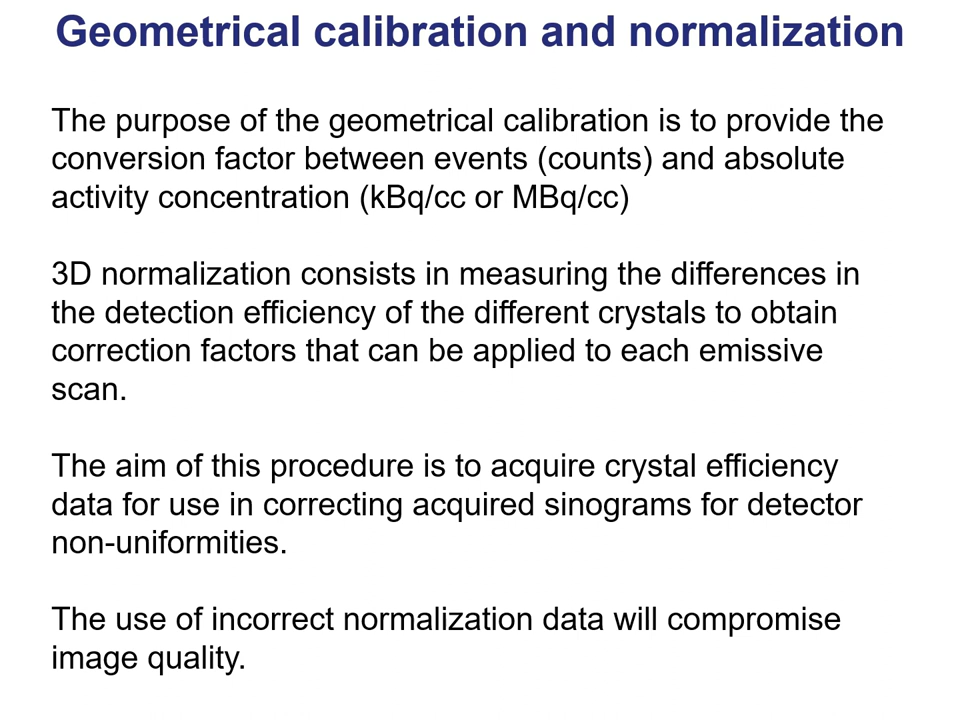 Geometrical calibration and normalization
The purpose of the geometrical calibration is to provide the
conversion factor between events (counts) and absolute
activity concentration (kBq/cc or MBq/cc)
3D normalization consists in measuring the differences in
the detection efficiency of the different crystals to obtain
correction factors that can be applied to each emissive
scan.
The aim of this procedure is to acquire crystal efficiency
data for use in correcting acquired sinograms for detector
non-uniformities.
The use of incorrect normalization data will compromise
image quality.